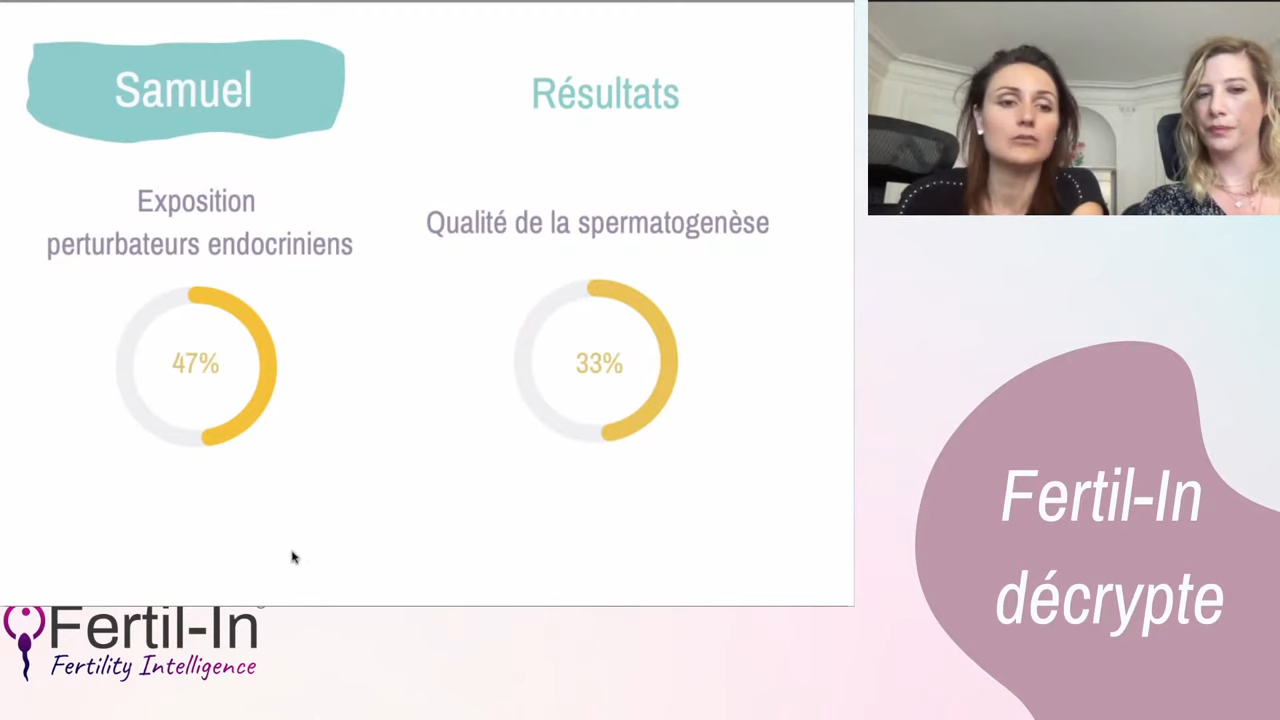 Samuel
Résultats
Exposition
perturbateurs endocriniens
Qualité de la spermatogenèse
47%
33%
Fertil-In
décrypte
Fertil-In
Fertility Intelligence